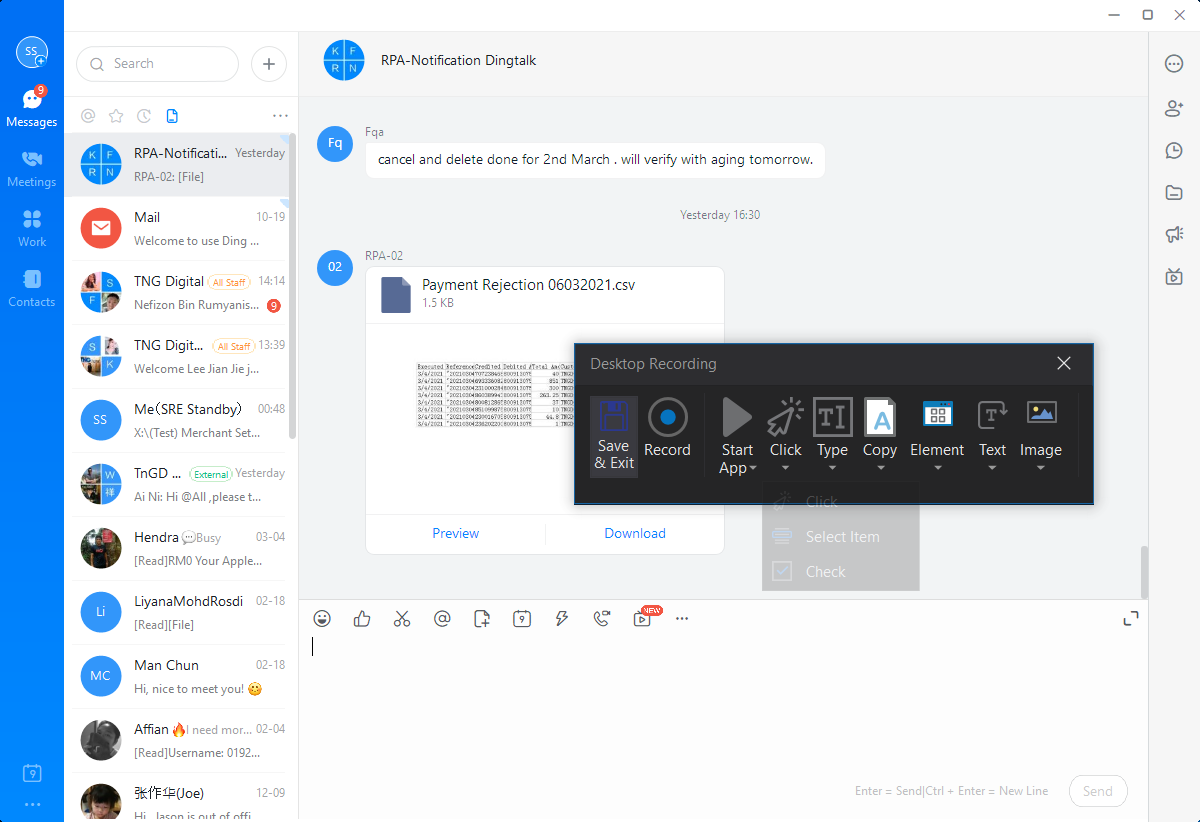 SS
9
Messages
Meetings
Work
Contacts
9
Search
RPA-Notificati... Yesterday
RPA-02: [File]
Mail 10-19
Welcome to use Ding ...
TNG Digital All Staff 14:14
Nefizon Bin Rumyanis... 9
TNG Digit... All Staff 13:39
Welcome Lee Jian Jie j...
SS
Me（SRE Standby） 00:48
X:\(Test) Merchant Set...
TnGD ... External Yesterday
Ai Ni: Hi @All ,please t...
Hendra Busy 03-04
[Read]RM0 Your Apple...
Li
LiyanaMohdRosdi 02-18
[Read][File]
MC
Man Chun 02-18
Hi, nice to meet you!
Affian I need mor... 02-04
[Read]Username: 0192...
张作华(Joe) 12-09
Hi, Jason is out of offi
K F
R N
RPA-Notification Dingtalk
Fq
Fqa
cancel and delete done for 2nd March . will verify with aging tomorrow.
Yesterday 16:30
02
RPA-02
Payment Rejection 06032021.csv
1.5 KB
Preview
Download
Desktop Recording
Save
& Exit
Record
Start
App
Click
Type
Copy
Element
Text
Image
Click
Select Item
Check
9
NEW
Enter = Send|Ctrl + Enter = New Line
Send